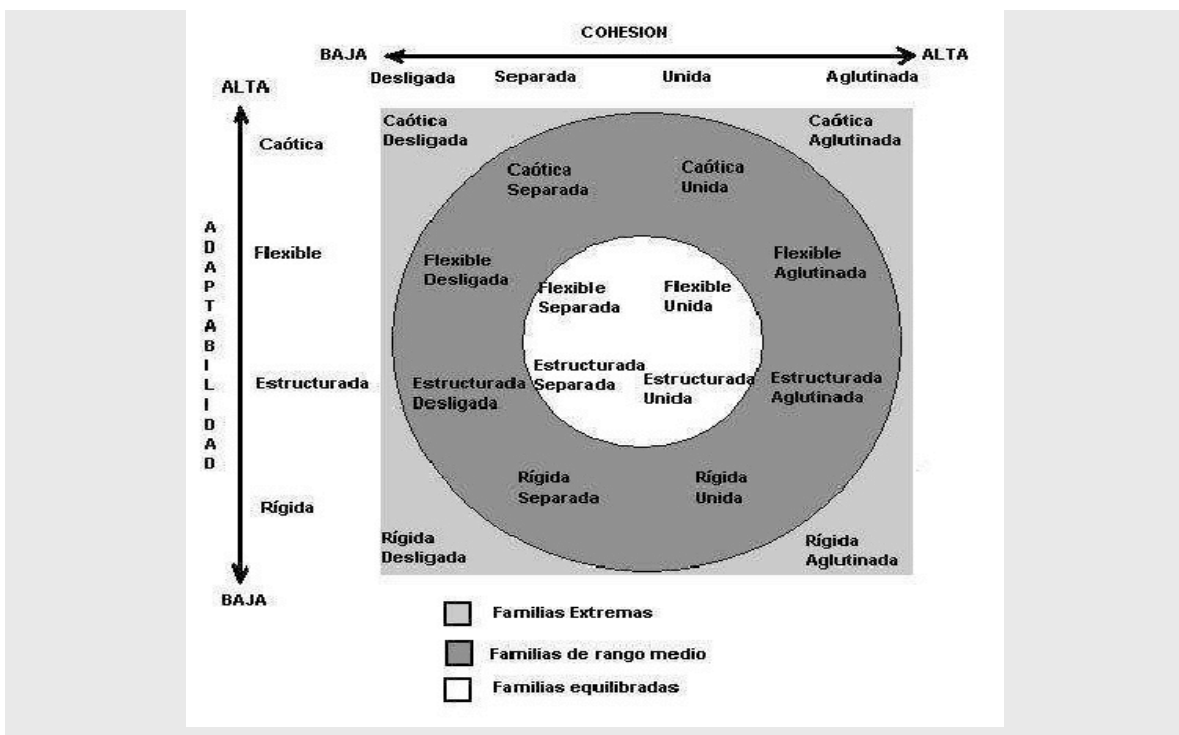 COHESION
BAJA
ALTA
Desligada
Separada
Unida
Aglutinada
ALTA
Caótica
Flexible
Estructurada
Rígida
BAJA
ADAPTABILIDAD
Caótica
Desligada
Caótica
Separada
Caótica
Unida
Caótica
Aglutinada
Flexible
Desligada
Flexible
Separada
Flexible
Unida
Flexible
Aglutinada
Estructurada
Desligada
Estructurada
Separada
Estructurada
Unida
Estructurada
Aglutinada
Rígida
Desligada
Rígida
Separada
Rígida
Unida
Rígida
Aglutinada
Familias Extremas
Familias de rango medio
Familias equilibradas